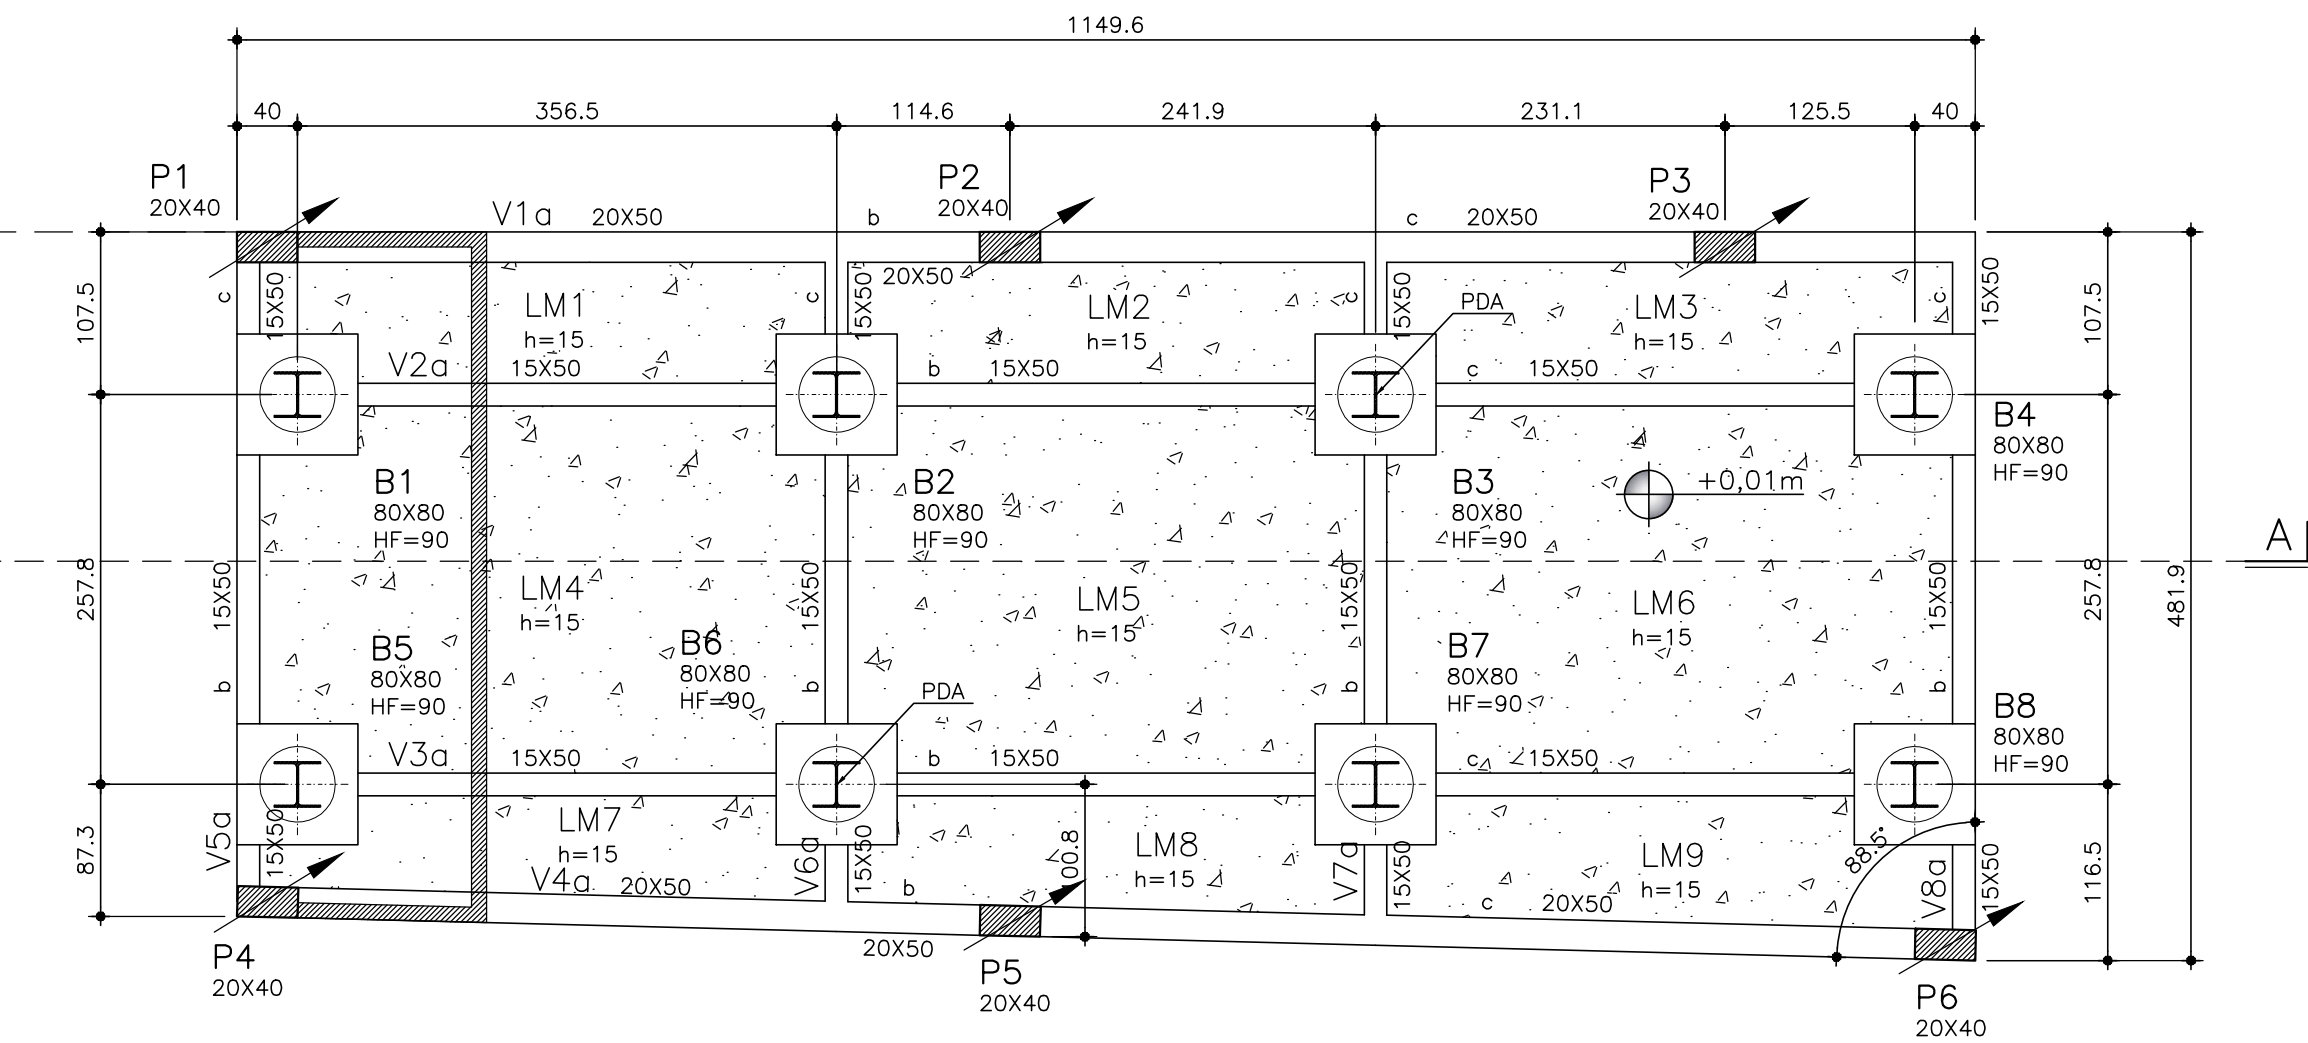 1149.6
40
356.5
114.6
241.9
231.1
125.5
40
P1
20X40
P2
20X40
P3
20X40
V1a 20X50
b
c 20X50
107.5
c
15X50
LM1
h=15
c
15X50
20X50
LM2
h=15
c
15X50
PDA
LM3
h=15
c
15X50
107.5
V2a 15X50
b 15X50
c 15X50
B1
80X80
HF=90
B2
80X80
HF=90
B3
80X80
HF=90
+0,01m
B4
80X80
HF=90
A
257.8
15X50
b
LM4
h=15
15X50
b
LM5
h=15
15X50
b
LM6
h=15
15X50
b
257.8
481.9
B5
80X80
HF=90
B6
80X80
HF=90
PDA
B7
80X80
HF=90
B8
80X80
HF=90
V3a 15X50
b 15X50
c 15X50
87.3
V5a
15X50
LM7
h=15
V6a
15X50
LM8
h=15
V7a
15X50
LM9
h=15
88.5°
V8a
15X50
116.5
V4a 20X50
b
c 20X50
P4
20X40
20X50
P5
20X40
P6
20X40